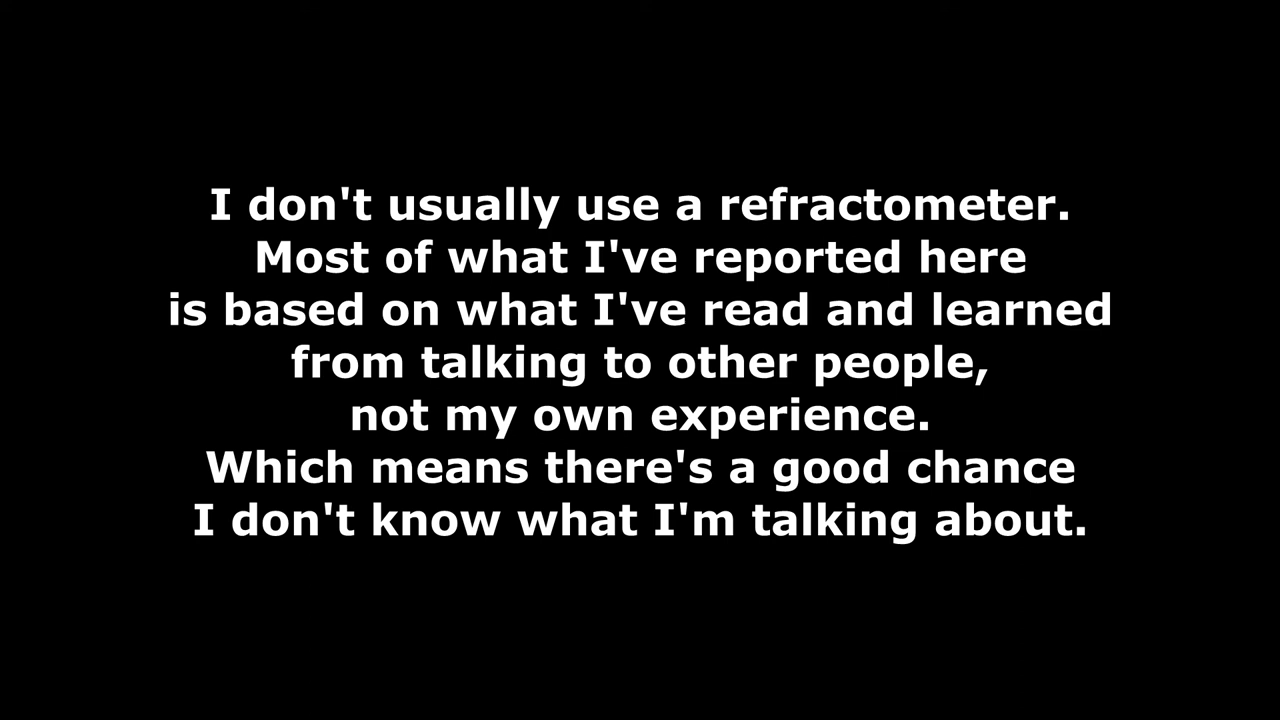 I don't usually use a refractometer.
Most of what I've reported here
is based on what I've read and learned
from talking to other people,
not my own experience.
Which means there's a good chance
I don't know what I'm talking about.